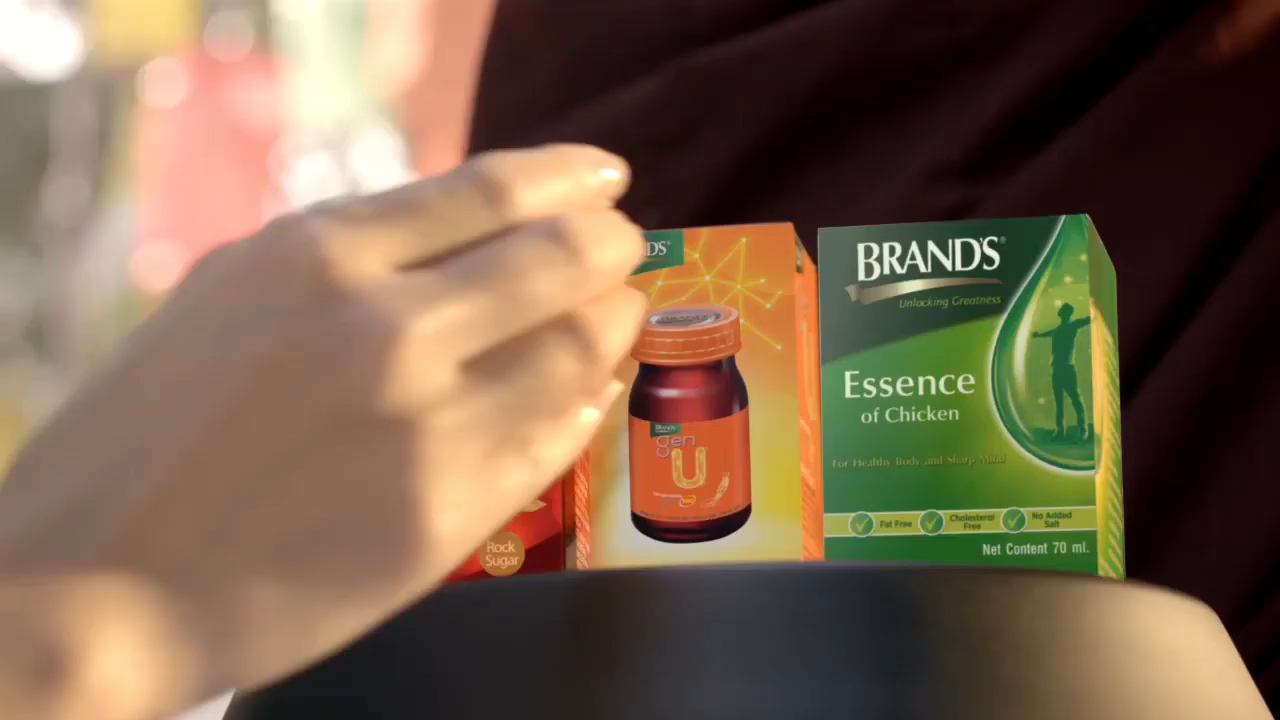 DS
BRAND'S
gen
U
Rock
Sugar
BRAND'S®
Unlocking Greatness
Essence
of Chicken
For Healthy Body and Sharp Mind
Fat Free
Cholesterol
Free
No Added
Salt
Net Content 70 ml.